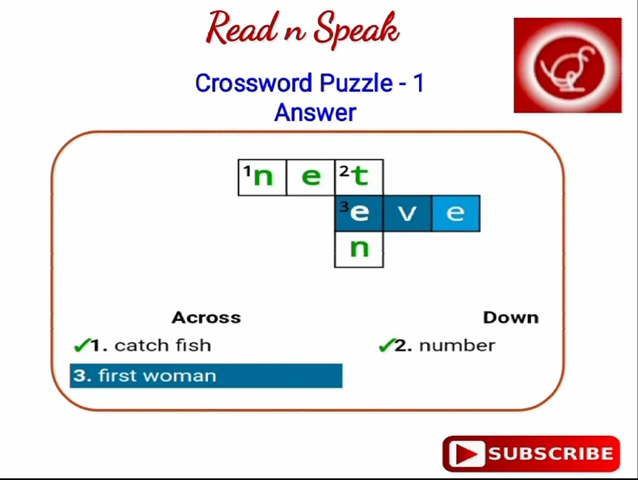 Read n Speak
Crossword Puzzle - 1
Answer
1n e 2t
3e v e
n
Across Down
✓1. catch fish ✓2. number
3. first woman
SUBSCRIBE